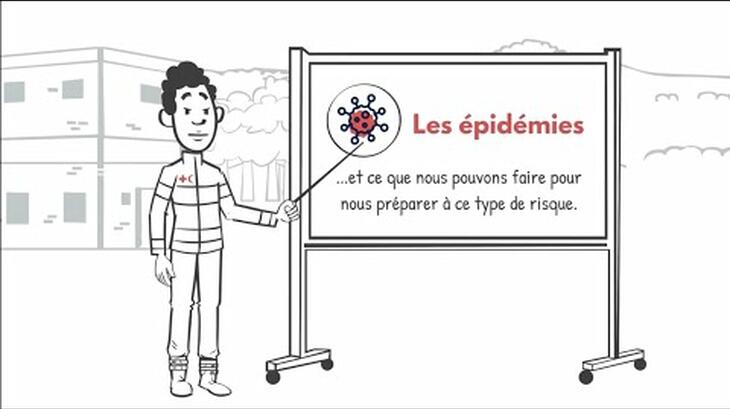 Les épidémies
...et ce que nous pouvons faire pour
nous préparer à ce type de risque.